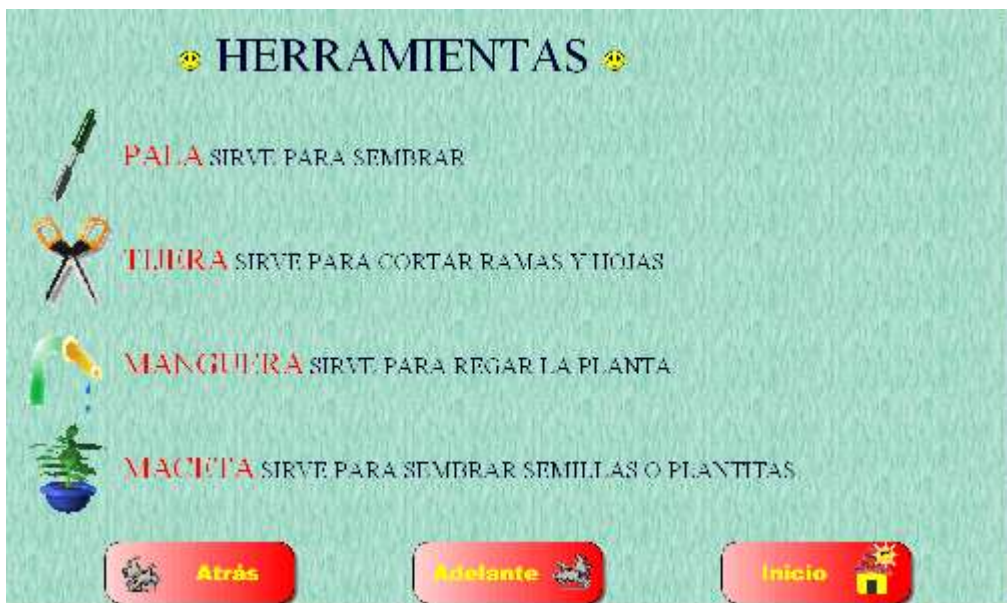 HERRAMIENTAS
PALA SIRVE PARA SEMBRAR
TIJERA SIRVE PARA CORTAR RAMAS Y HOJAS
MANGUERA SIRVE PARA REGAR LA PLANTA
MACETA SIRVE PARA SEMBRAR SEMILLAS O PLANTITAS
Atrás
Adelante
Inicio